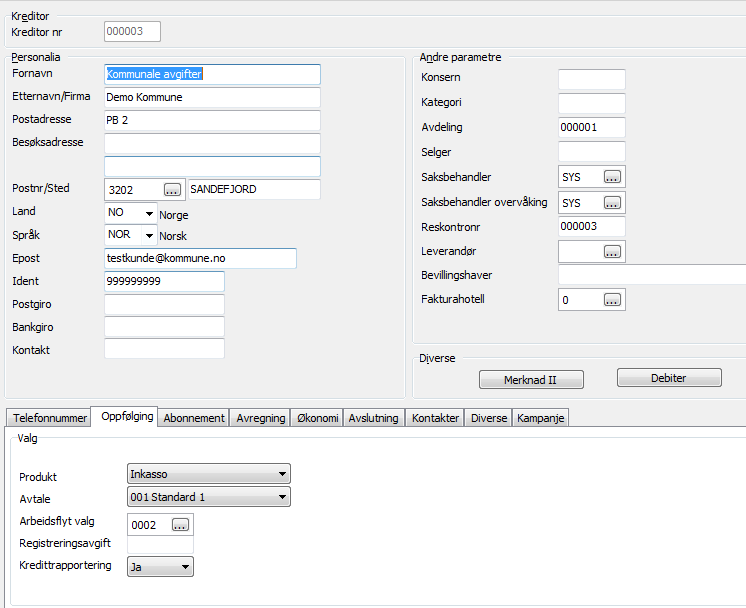 Kreditor
Kreditor nr 000003
Personalia
Fornavn Kommunale avgifter
Etternavn/Firma Demo Kommune
Postadresse PB 2
Besøksadresse
Postnr/Sted 3202 ... SANDEFJORD
Land NO Norge
Språk NOR Norsk
Epost testkunde@kommune.no
Ident 999999999
Postgiro
Bankgiro
Kontakt
Andre parametre
Konsern
Kategori
Avdeling 000001
Selger
Saksbehandler SYS ...
Saksbehandler overvåking SYS ...
Reskontronr 000003
Leverandør ...
Bevillingshaver
Fakturahotell 0 ...
Diverse
Merknad II Debiter
Telefonnummer Oppfølging Abonnement Avregning Økonomi Avslutning Kontakter Diverse Kampanje
Valg
Produkt Inkasso
Avtale 001 Standard 1
Arbeidsflyt valg 0002 ...
Registreringsavgift
Kredittrapportering Ja